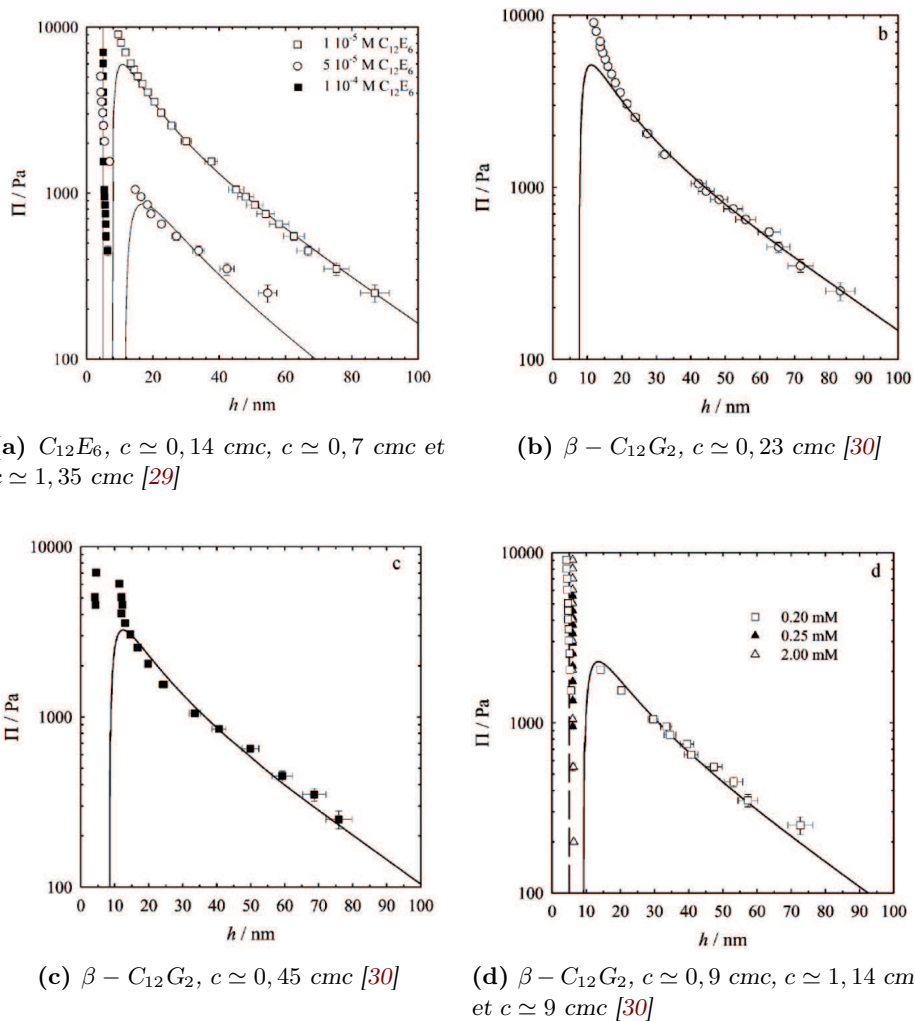 10000
1000
100
Π / Pa
□ 1 10⁻⁵ M C₁₂E₆
○ 5 10⁻⁵ M C₁₂E₆
■ 1 10⁻⁴ M C₁₂E₆
0 20 40 60 80 100
h / nm
10000
1000
100
Π / Pa
b
0 10 20 30 40 50 60 70 80 90 100
h / nm
a) C₁₂E₆, c ≃ 0,14 cmc, c ≃ 0,7 cmc et
c ≃ 1,35 cmc [29]
(b) β − C₁₂G₂, c ≃ 0,23 cmc [30]
10000
1000
100
Π / Pa
c
0 10 20 30 40 50 60 70 80 90 100
h / nm
10000
1000
100
Π / Pa
d
□ 0.20 mM
▲ 0.25 mM
△ 2.00 mM
0 10 20 30 40 50 60 70 80 90 100
h / nm
(c) β − C₁₂G₂, c ≃ 0,45 cmc [30]
(d) β − C₁₂G₂, c ≃ 0,9 cmc, c ≃ 1,14 cm
et c ≃ 9 cmc [30]